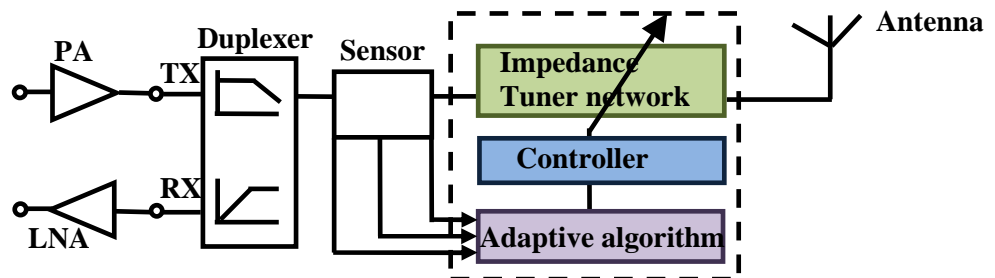 PA
TX
Duplexer
Sensor
Impedance
Tuner network
Antenna
Controller
RX
LNA
Adaptive algorithm